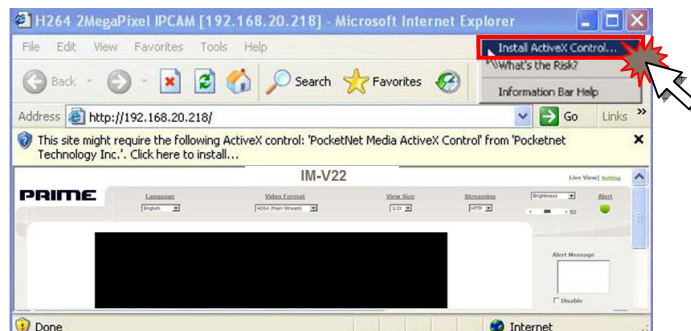 H264 2MegaPixel IPCAM [192.168.20.218] - Microsoft Internet Explorer
File Edit View Favorites Tools Help
Install ActiveX Control...
What's the Risk?
Information Bar Help
Back
Search
Favorites
Address http://192.168.20.218/ Go Links »
This site might require the following ActiveX control: 'PocketNet Media ActiveX Control' from 'Pocketnet
Technology Inc.'. Click here to install...
IM-V22
Live View| Setting
PRIME
Language Video Format View Size Streaming Brightness Alert
English H264 (Main Stream) 1/2X HTTP - + 50
Alert Message
Disable
Done Internet